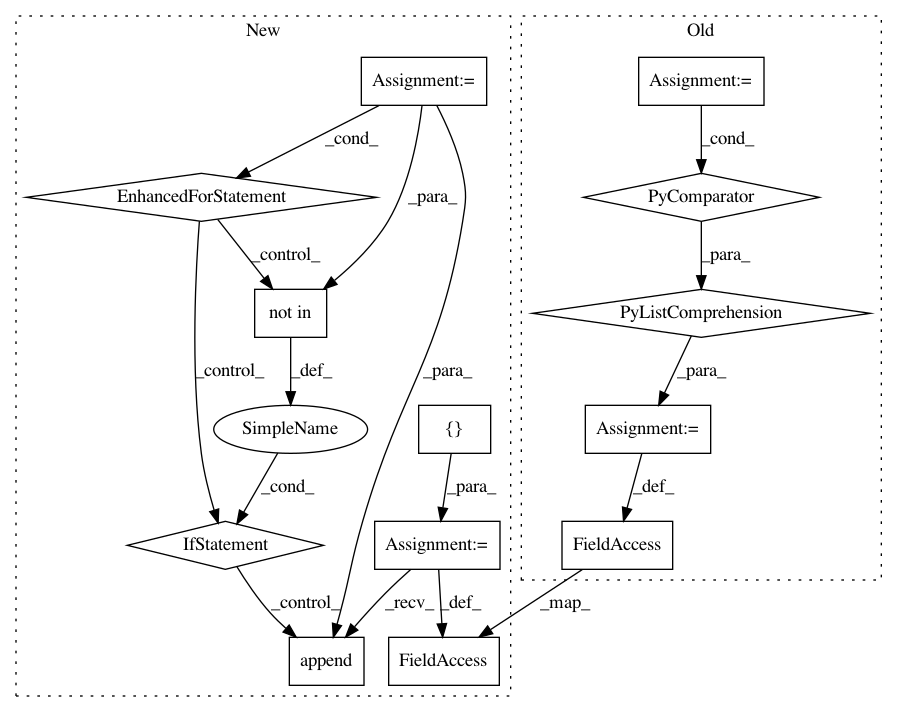 New
Old
Assignment:=
Assignment:=
_cond_
_cond_
EnhancedForStatement
PyComparator
_para_
_control_
_para_
not in
PyListComprehension
_control_
_def_
_para_
_para_
SimpleName
{}
Assignment:=
_cond_
_para_
_def_
IfStatement
Assignment:=
FieldAccess
_control_
_recv_
_def_
_map_
append
FieldAccess